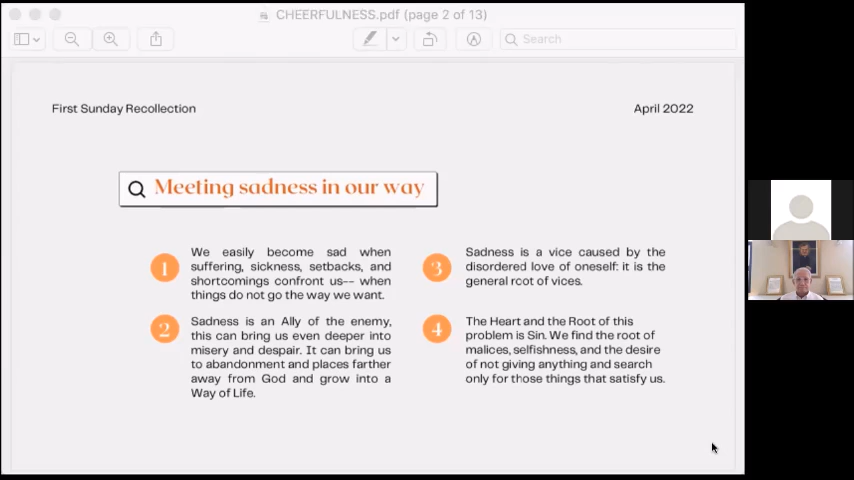 CHEERFULNESS.pdf (page 2 of 13)
Search
First Sunday Recollection
April 2022
Meeting sadness in our way
1
We easily become sad when
suffering, sickness, setbacks, and
shortcomings confront us-- when
things do not go the way we want.
2
Sadness is an Ally of the enemy,
this can bring us even deeper into
misery and despair. It can bring us
to abandonment and places farther
away from God and grow into a
Way of Life.
3
Sadness is a vice caused by the
disordered love of oneself: it is the
general rcot of vices.
4
The Heart and the Root of this
problem is Sin. We find the root of
malices, selfishness, and the desire
of not giving anything and search
only for those things that satisfy us.